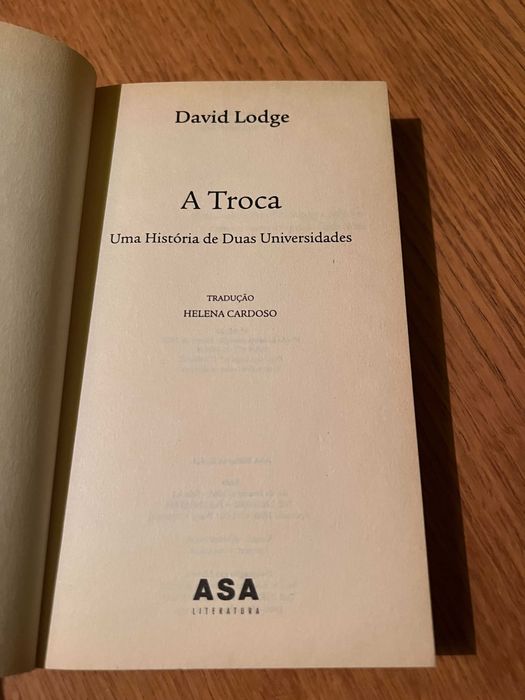 David Lodge
A Troca
Uma História de Duas Universidades
TRADUÇÃO
HELENA CARDOSO
ASA
LITERATURA